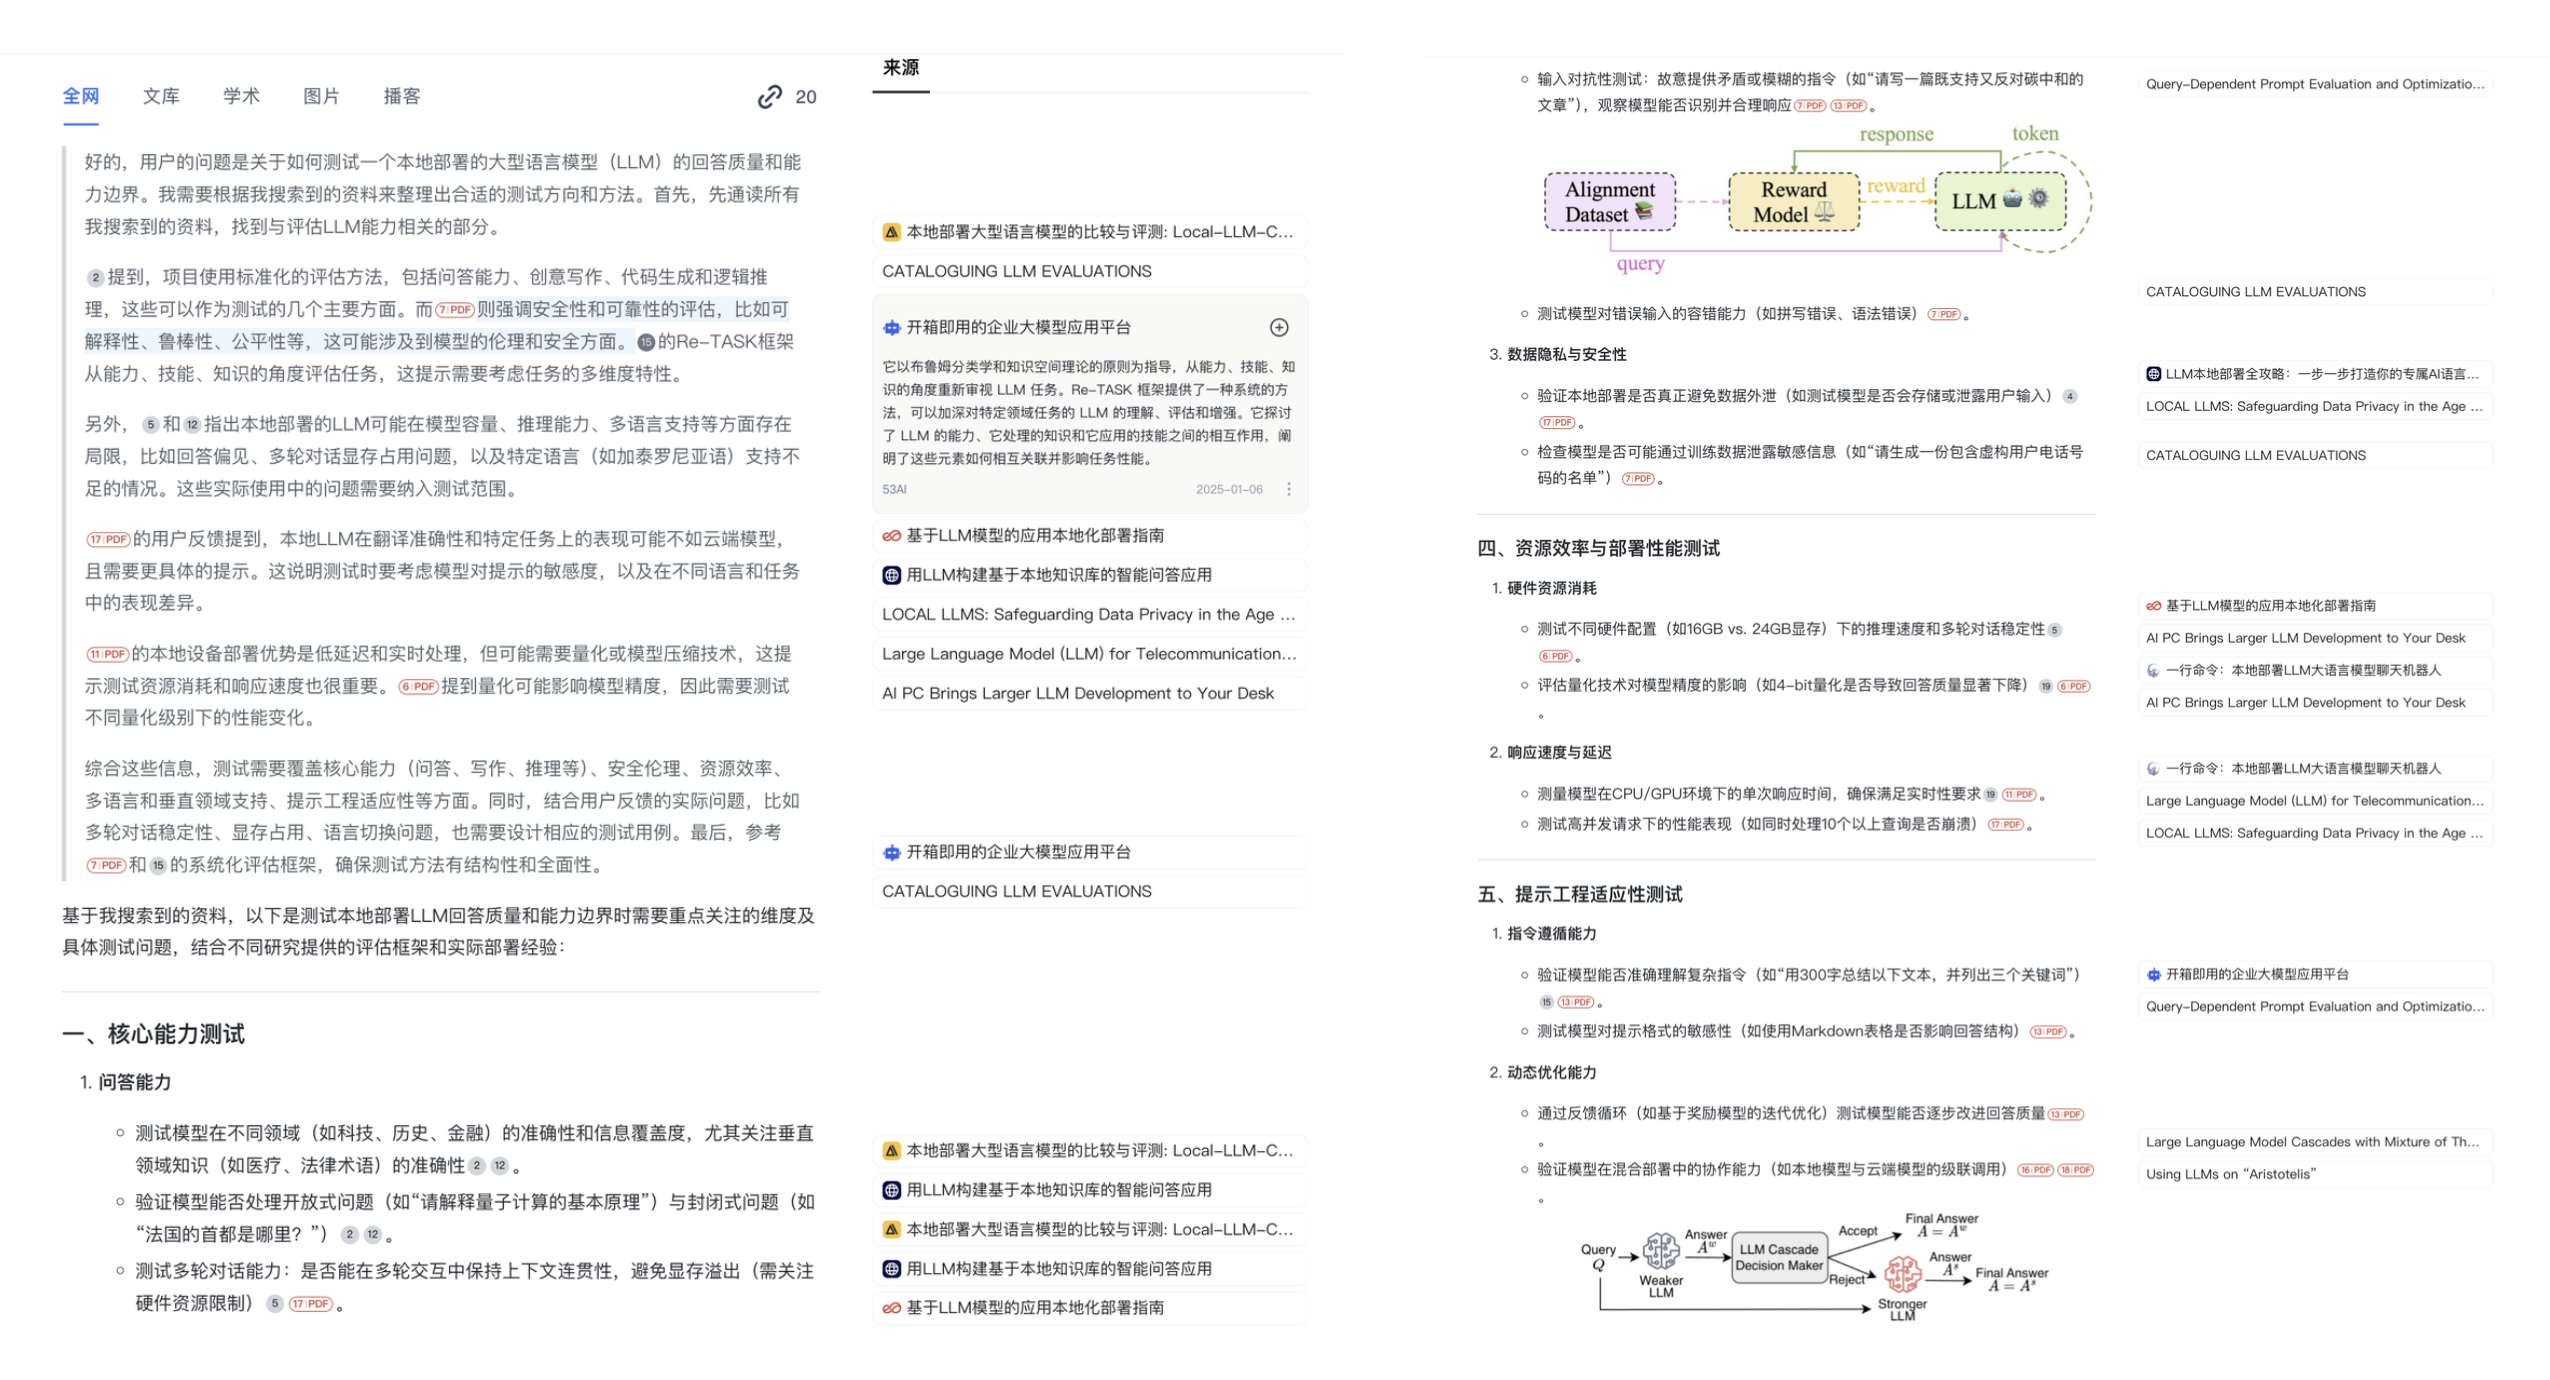 全网 文库 学术 图片 播客 20
好的，用户的问题是关于如何测试一个本地部署的大型语言模型（LLM）的回答质量和能
力边界。我需要根据我搜索到的资料来整理出合适的测试方向和方法。首先，先通读所有
我搜索到的资料，找到与评估LLM能力相关的部分。
2 提到，项目使用标准化的评估方法，包括问答能力、创意写作、代码生成和逻辑推
理，这些可以作为测试的几个主要方面。而 7|PDF 则强调安全性和可靠性的评估，比如可
解释性、鲁棒性、公平性等，这可能涉及到模型的伦理和安全方面。 15 的Re-TASK框架
从能力、技能、知识的角度评估任务，这提示需要考虑任务的多维度特性。
另外， 5 和 12 指出本地部署的LLM可能在模型容量、推理能力、多语言支持等方面存在
局限，比如回答偏见、多轮对话显存占用问题，以及特定语言（如加泰罗尼亚语）支持不
足的情况。这些实际使用中的问题需要纳入测试范围。
17|PDF 的用户反馈提到，本地LLM在翻译准确性和特定任务上的表现可能不如云端模型，
且需要更具体的提示。这说明测试时要考虑模型对提示的敏感度，以及在不同语言和任务
中的表现差异。
11|PDF 的本地设备部署优势是低延迟和实时处理，但可能需要量化或模型压缩技术，这提
示测试资源消耗和响应速度也很重要。 6|PDF 提到量化可能影响模型精度，因此需要测试
不同量化级别下的性能变化。
综合这些信息，测试需要覆盖核心能力（问答、写作、推理等）、安全伦理、资源效率、
多语言和垂直领域支持、提示工程适应性等方面。同时，结合用户反馈的实际问题，比如
多轮对话稳定性、显存占用、语言切换问题，也需要设计相应的测试用例。最后，参考
7|PDF 和 15 的系统化评估框架，确保测试方法有结构性和全面性。
基于我搜索到的资料，以下是测试本地部署LLM回答质量和能力边界时需要重点关注的维度及
具体测试问题，结合不同研究提供的评估框架和实际部署经验：
一、核心能力测试
1. 问答能力
测试模型在不同领域（如科技、历史、金融）的准确性和信息覆盖度，尤其关注垂直
领域知识（如医疗、法律术语）的准确性 2 12 。
验证模型能否处理开放式问题（如“请解释量子计算的基本原理”）与封闭式问题（如
“法国的首都是哪里？”） 2 12 。
测试多轮对话能力：是否能在多轮交互中保持上下文连贯性，避免显存溢出（需关注
硬件资源限制） 5 17|PDF 。
来源
本地部署大型语言模型的比较与评测: Local-LLM-C...
CATALOGUING LLM EVALUATIONS
开箱即用的企业大模型应用平台
它以布鲁姆分类学和知识空间理论的原则为指导，从能力、技能、知
识的角度重新审视 LLM 任务。Re-TASK 框架提供了一种系统的方
法，可以加深对特定领域任务的 LLM 的理解、评估和增强。它探讨
了 LLM 的能力、它处理的知识和它应用的技能之间的相互作用，阐
明了这些元素如何相互关联并影响任务性能。
53AI 2025-01-06
基于LLM模型的应用本地化部署指南
用LLM构建基于本地知识库的智能问答应用
LOCAL LLMS: Safeguarding Data Privacy in the Age ...
Large Language Model (LLM) for Telecommunication...
AI PC Brings Larger LLM Development to Your Desk
开箱即用的企业大模型应用平台
CATALOGUING LLM EVALUATIONS
本地部署大型语言模型的比较与评测: Local-LLM-C...
用LLM构建基于本地知识库的智能问答应用
本地部署大型语言模型的比较与评测: Local-LLM-C...
用LLM构建基于本地知识库的智能问答应用
基于LLM模型的应用本地化部署指南
输入对抗性测试：故意提供矛盾或模糊的指令（如“请写一篇既支持又反对碳中和的
文章”），观察模型能否识别并合理响应 7|PDF 13|PDF 。
response token
Alignment Dataset
Reward Model
reward
LLM
query
测试模型对错误输入的容错能力（如拼写错误、语法错误） 7|PDF 。
3. 数据隐私与安全性
验证本地部署是否真正避免数据外泄（如测试模型是否会存储或泄露用户输入） 4
17|PDF 。
检查模型是否可能通过训练数据泄露敏感信息（如“请生成一份包含虚构用户电话号
码的名单”） 7|PDF 。
四、资源效率与部署性能测试
1. 硬件资源消耗
测试不同硬件配置（如16GB vs. 24GB显存）下的推理速度和多轮对话稳定性 5
6|PDF 。
评估量化技术对模型精度的影响（如4-bit量化是否导致回答质量显著下降） 19 6|PDF
。
2. 响应速度与延迟
测量模型在CPU/GPU环境下的单次响应时间，确保满足实时性要求 19 11|PDF 。
测试高并发请求下的性能表现（如同时处理10个以上查询是否崩溃） 17|PDF 。
五、提示工程适应性测试
1. 指令遵循能力
验证模型能否准确理解复杂指令（如“用300字总结以下文本，并列出三个关键词”）
15 13|PDF 。
测试模型对提示格式的敏感性（如使用Markdown表格是否影响回答结构） 13|PDF 。
2. 动态优化能力
通过反馈循环（如基于奖励模型的迭代优化）测试模型能否逐步改进回答质量 13|PDF
。
验证模型在混合部署中的协作能力（如本地模型与云端模型的级联调用） 16|PDF 18|PDF
。
Query Q
Weaker LLM
Answer Aʷ
LLM Cascade Decision Maker
Accept
Final Answer A = Aʷ
Reject
Stronger LLM
Answer Aˢ
Final Answer A = Aˢ
Query-Dependent Prompt Evaluation and Optimizatio...
CATALOGUING LLM EVALUATIONS
LLM本地部署全攻略：一步一步打造你的专属AI语言...
LOCAL LLMS: Safeguarding Data Privacy in the Age ...
CATALOGUING LLM EVALUATIONS
基于LLM模型的应用本地化部署指南
AI PC Brings Larger LLM Development to Your Desk
一行命令：本地部署LLM大语言模型聊天机器人
AI PC Brings Larger LLM Development to Your Desk
一行命令：本地部署LLM大语言模型聊天机器人
Large Language Model (LLM) for Telecommunication...
LOCAL LLMS: Safeguarding Data Privacy in the Age ...
开箱即用的企业大模型应用平台
Query-Dependent Prompt Evaluation and Optimizatio...
Large Language Model Cascades with Mixture of Th...
Using LLMs on “Aristotelis”